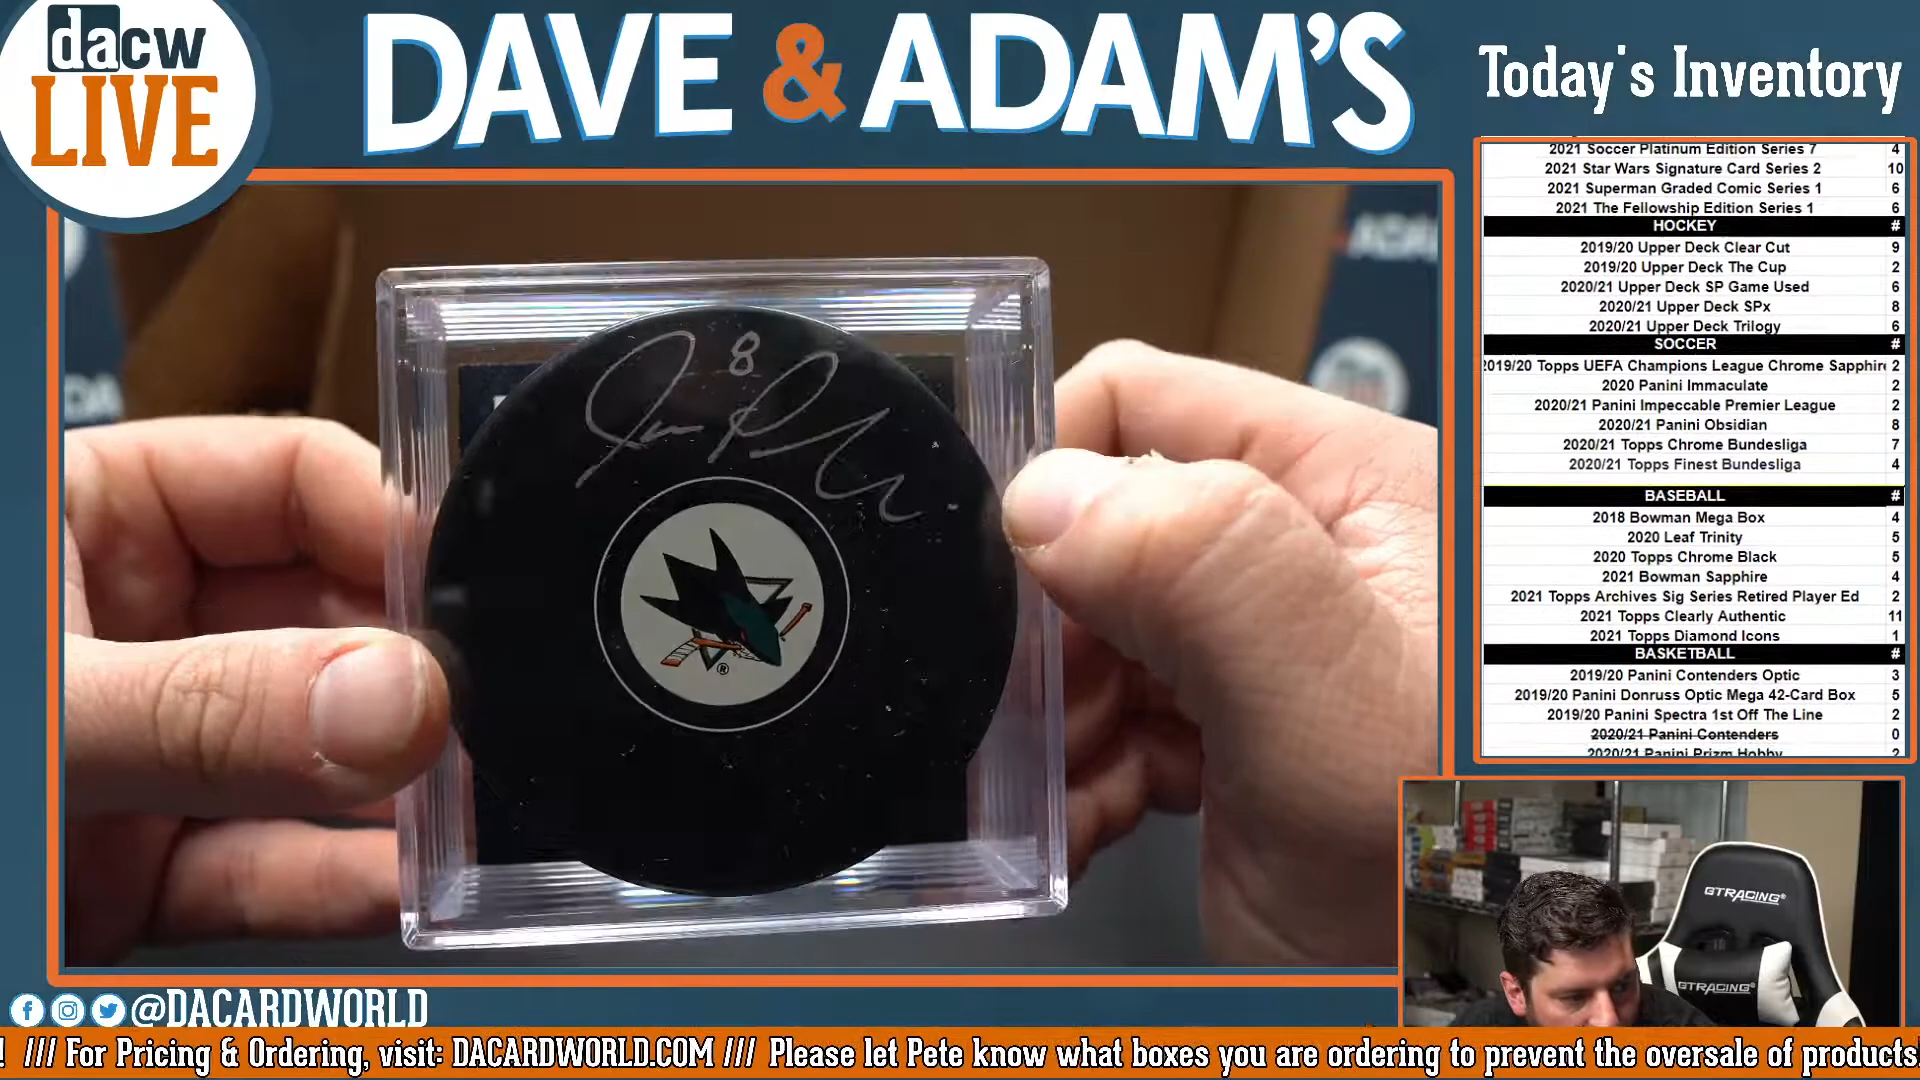 dacw
LIVE
DAVE & ADAM'S
Today's Inventory
2021 Soccer Platinum Edition Series 7 4
2021 Star Wars Signature Card Series 2 10
2021 Superman Graded Comic Series 1 6
2021 The Fellowship Edition Series 1 6
HOCKEY #
2019/20 Upper Deck Clear Cut 9
2019/20 Upper Deck The Cup 2
2020/21 Upper Deck SP Game Used 6
2020/21 Upper Deck SPx 8
2020/21 Upper Deck Trilogy 6
SOCCER #
2019/20 Topps UEFA Champions League Chrome Sapphire 2
2020 Panini Immaculate 2
2020/21 Panini Impeccable Premier League 2
2020/21 Panini Obsidian 8
2020/21 Topps Chrome Bundesliga 7
2020/21 Topps Finest Bundesliga 4
BASEBALL #
2018 Bowman Mega Box 4
2020 Leaf Trinity 5
2020 Topps Chrome Black 5
2021 Bowman Sapphire 4
2021 Topps Archives Sig Series Retired Player Ed 2
2021 Topps Clearly Authentic 11
2021 Topps Diamond Icons 1
BASKETBALL #
2019/20 Panini Contenders Optic 3
2019/20 Panini Donruss Optic Mega 42-Card Box 5
2019/20 Panini Spectra 1st Off The Line 2
2020/21 Panini Contenders 0
2020/21 Panini Prizm Hobby 2
8
®
GTRACING®
GTRACING®
@DACARDWORLD
! /// For Pricing & Ordering, visit: DACARDWORLD.COM /// Please let Pete know what boxes you are ordering to prevent the oversale of products